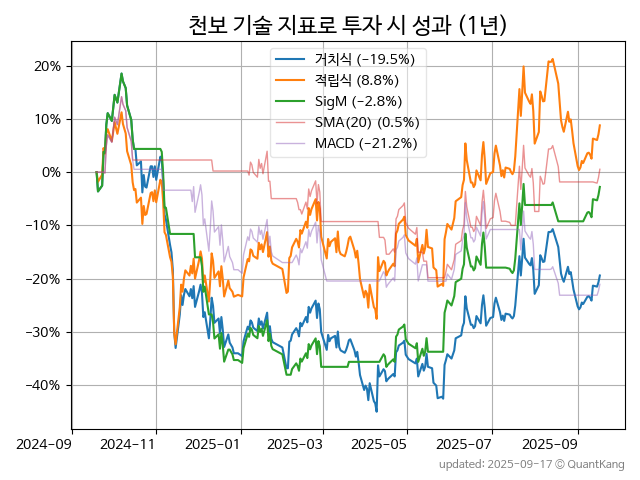 천보 기술 지표로 투자 시 성과 (1년)
거치식 (−19.5%)
적립식 (8.8%)
SigM (−2.8%)
SMA(20) (0.5%)
MACD (−21.2%)
20%
10%
0%
−10%
−20%
−30%
−40%
2024-09 2024-11 2025-01 2025-03 2025-05 2025-07 2025-09
updated: 2025-09-17 © QuantKang